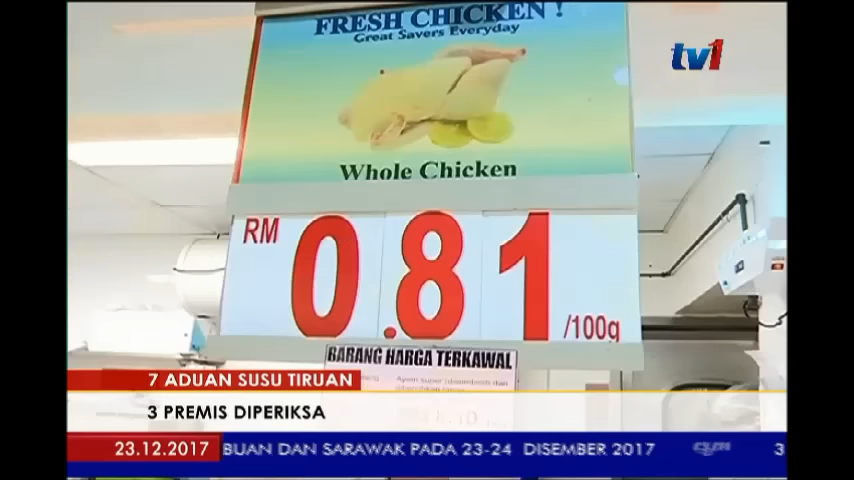 FRESH CHICKEN!
Great Savers Everyday
tv1
Whole Chicken
RM 0.81 /100g
BARANG HARGA TERKAWAL
7 ADUAN SUSU TIRUAN
3 PREMIS DIPERIKSA
23.12.2017 BUAN DAN SARAWAK PADA 23-24 DISEMBER 2017 3